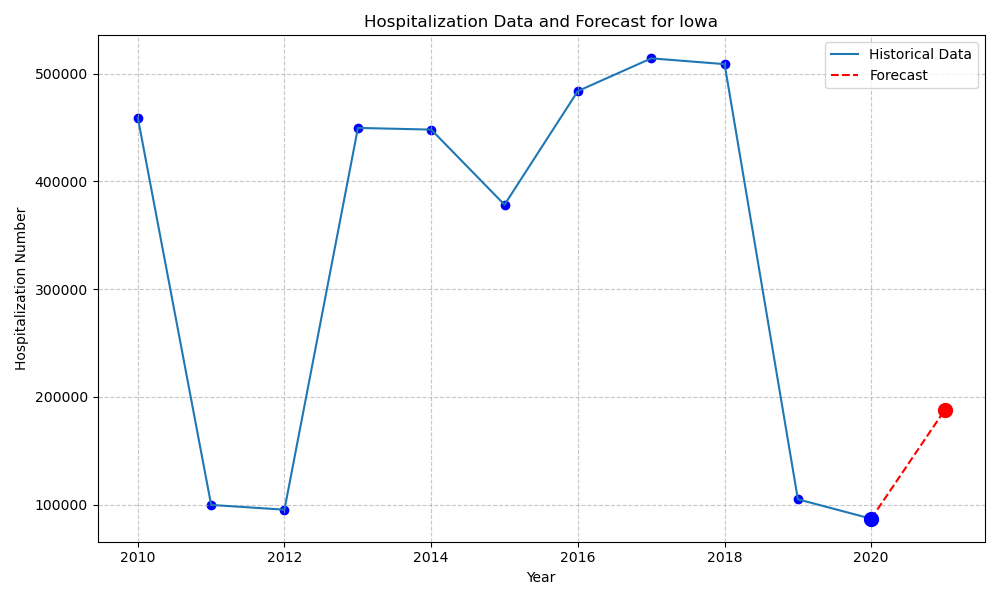 Hospitalization Data and Forecast for Iowa
Historical Data
Forecast
Hospitalization Number
500000
400000
300000
200000
100000
2010 2012 2014 2016 2018 2020
Year